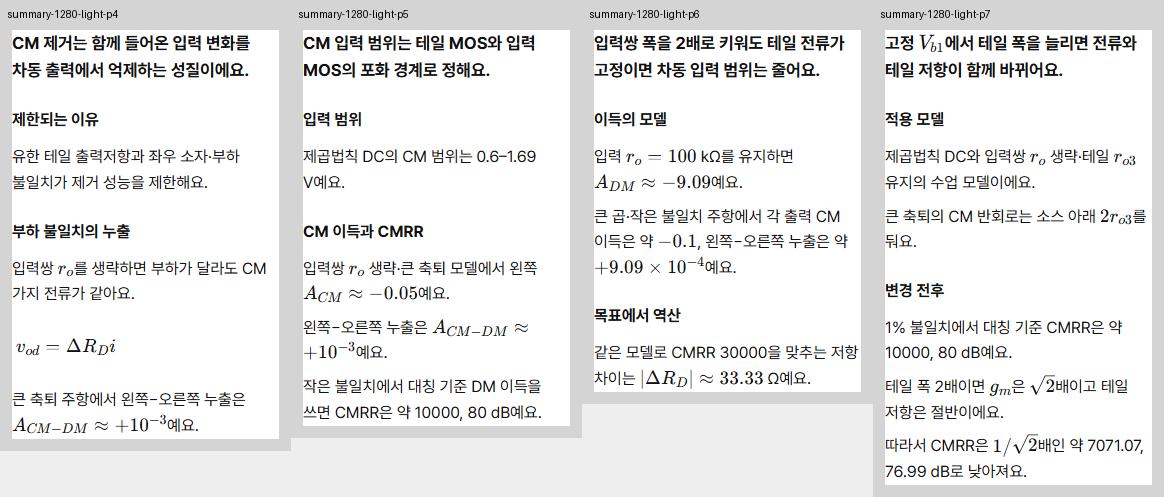 summary-1280-light-p4
CM 제거는 함께 들어온 입력 변화를
차동 출력에서 억제하는 성질이에요.
제한되는 이유
유한 테일 출력저항과 좌우 소자·부하
불일치가 제거 성능을 제한해요.
부하 불일치의 누출
입력쌍 r_o를 생략하면 부하가 달라도 CM
가지 전류가 같아요.
v_{od} = ΔR_D i
큰 축퇴 주항에서 왼쪽−오른쪽 누출은
A_{CM−DM} ≈ +10^{−3}예요.
summary-1280-light-p5
CM 입력 범위는 테일 MOS와 입력
MOS의 포화 경계로 정해요.
입력 범위
제곱법칙 DC의 CM 범위는 0.6–1.69
V예요.
CM 이득과 CMRR
입력쌍 r_o 생략·큰 축퇴 모델에서 왼쪽
A_{CM} ≈ −0.05예요.
왼쪽−오른쪽 누출은 A_{CM−DM} ≈
+10^{−3}예요.
작은 불일치에서 대칭 기준 DM 이득을
쓰면 CMRR은 약 10000, 80 dB예요.
summary-1280-light-p6
입력쌍 폭을 2배로 키워도 테일 전류가
고정이면 차동 입력 범위는 줄어요.
이득의 모델
입력 r_o = 100 kΩ를 유지하면
A_{DM} ≈ −9.09예요.
큰 곱·작은 불일치 주항에서 각 출력 CM
이득은 약 −0.1, 왼쪽−오른쪽 누출은 약
+9.09 × 10^{−4}예요.
목표에서 역산
같은 모델로 CMRR 30000을 맞추는 저항
차이는 |ΔR_D| ≈ 33.33 Ω예요.
summary-1280-light-p7
고정 V_{b1}에서 테일 폭을 늘리면 전류와
테일 저항이 함께 바뀌어요.
적용 모델
제곱법칙 DC와 입력쌍 r_o 생략·테일 r_{o3}
유지의 수업 모델이에요.
큰 축퇴의 CM 반회로는 소스 아래 2r_{o3}를
둬요.
변경 전후
1% 불일치에서 대칭 기준 CMRR은 약
10000, 80 dB예요.
테일 폭 2배이면 g_m은 √2배이고 테일
저항은 절반이에요.
따라서 CMRR은 1/√2배인 약 7071.07,
76.99 dB로 낮아져요.